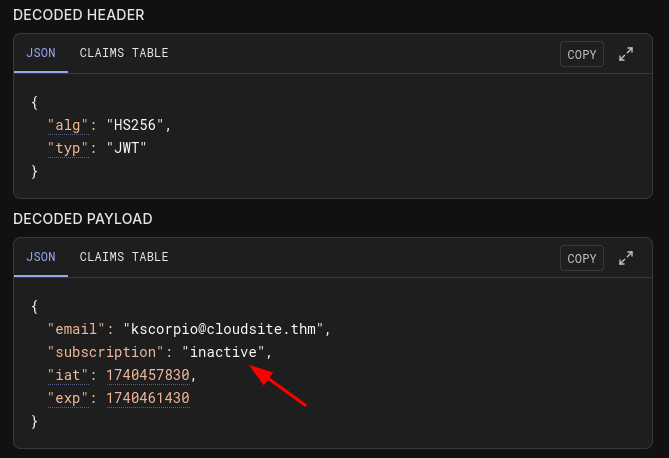 DECODED HEADER
JSON CLAIMS TABLE COPY
{
"alg": "HS256",
"typ": "JWT"
}
DECODED PAYLOAD
JSON CLAIMS TABLE COPY
{
"email": "kscorpio@cloudsite.thm",
"subscription": "inactive",
"iat": 1740457830,
"exp": 1740461430
}